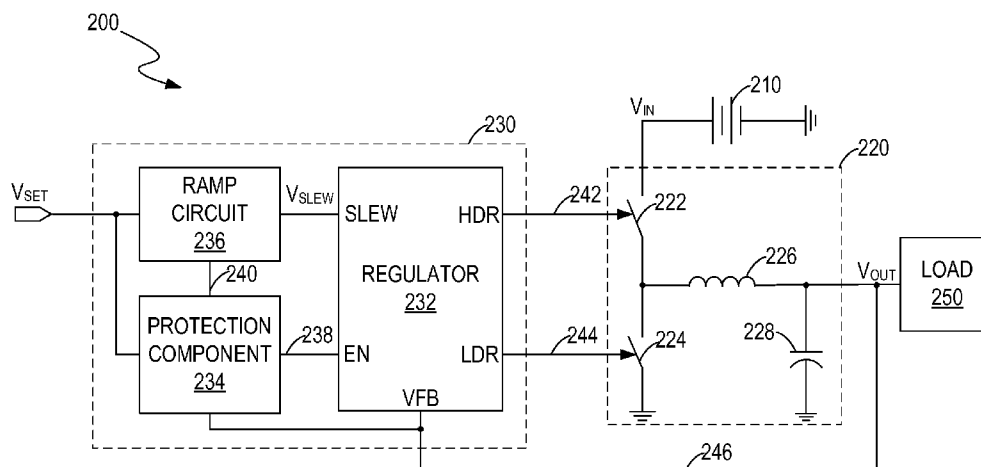 200
210
V_IN
230
220
RAMP
CIRCUIT
236
V_SET
V_SLEW
SLEW
HDR
242
222
REGULATOR
232
240
226
V_OUT
LOAD
250
PROTECTION
COMPONENT
234
238
EN
LDR
244
224
228
VFB
246